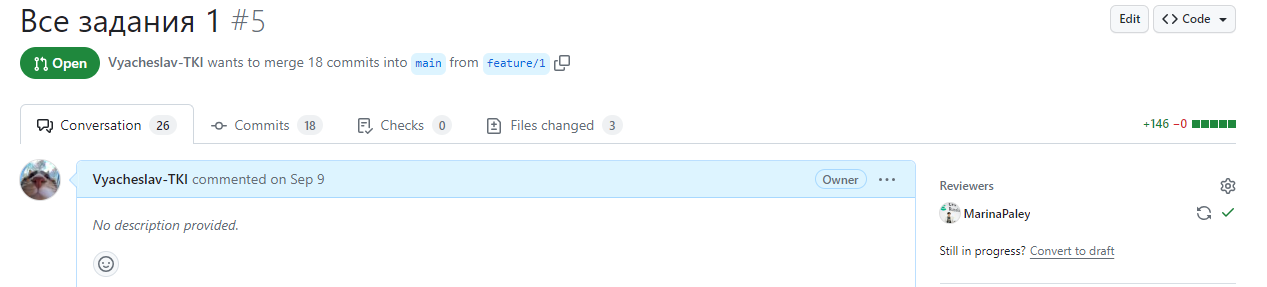 Все задания 1 #5
Edit
Code
Open
Vyacheslav-TKI wants to merge 18 commits into main from feature/1
Conversation 26
Commits 18
Checks 0
Files changed 3
+146 −0
Vyacheslav-TKI commented on Sep 9
Owner
No description provided.
Reviewers
MarinaPaley
Still in progress? Convert to draft